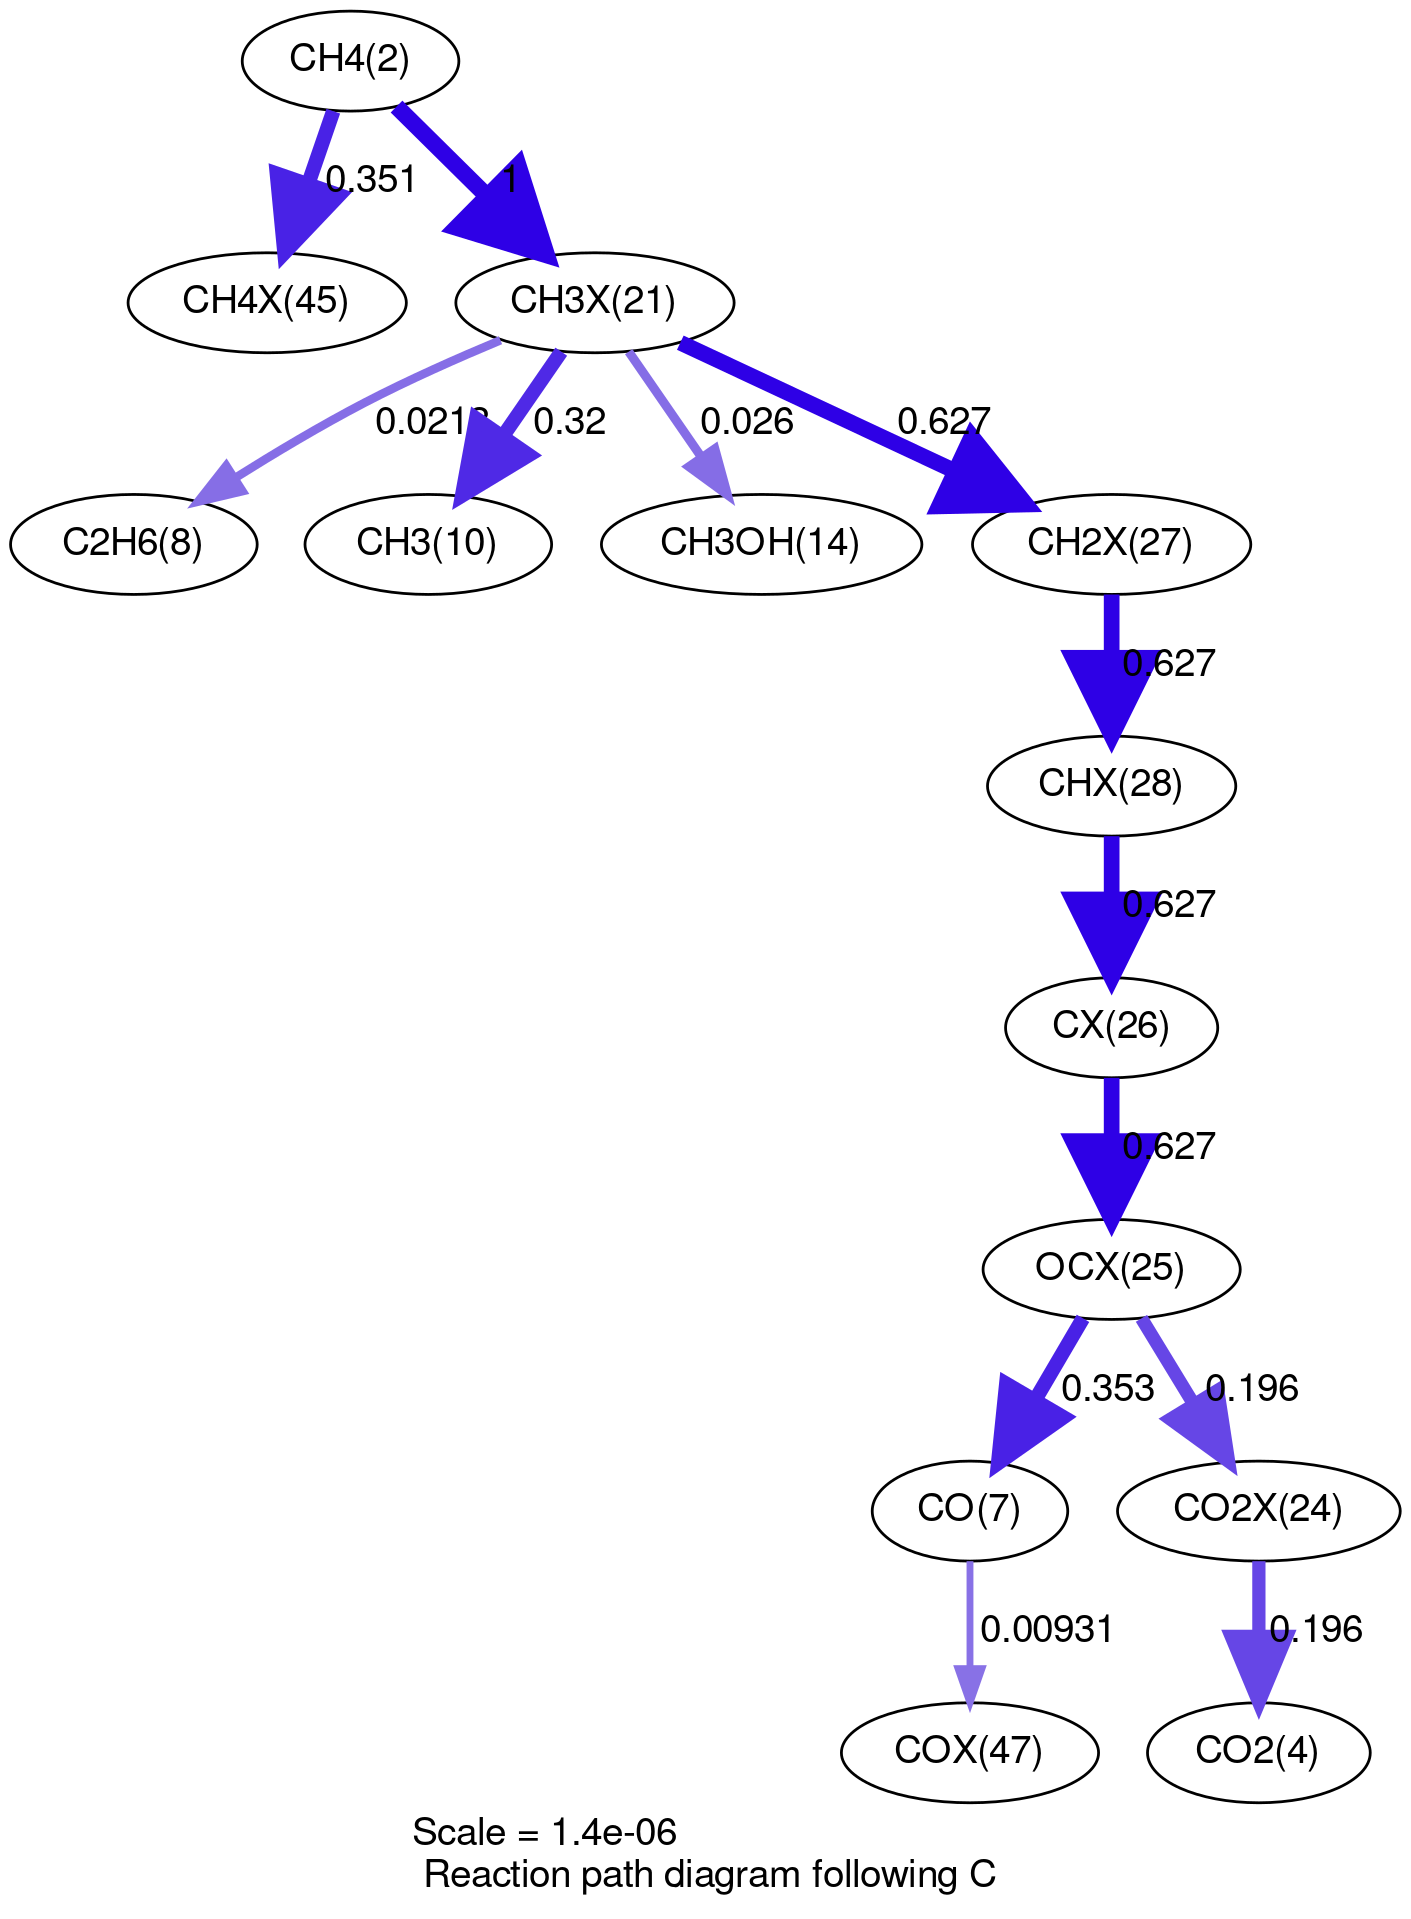 CH4(2)
0.351
1
CH4X(45)
CH3X(21)
0.32
0.026
0.627
C2H6(8)
CH3(10)
CH3OH(14)
CH2X(27)
0.627
CHX(28)
0.627
CX(26)
0.627
OCX(25)
0.353
0.196
CO(7)
CO2X(24)
0.00931
0.196
COX(47)
CO2(4)
Scale = 1.4e-06
Reaction path diagram following C